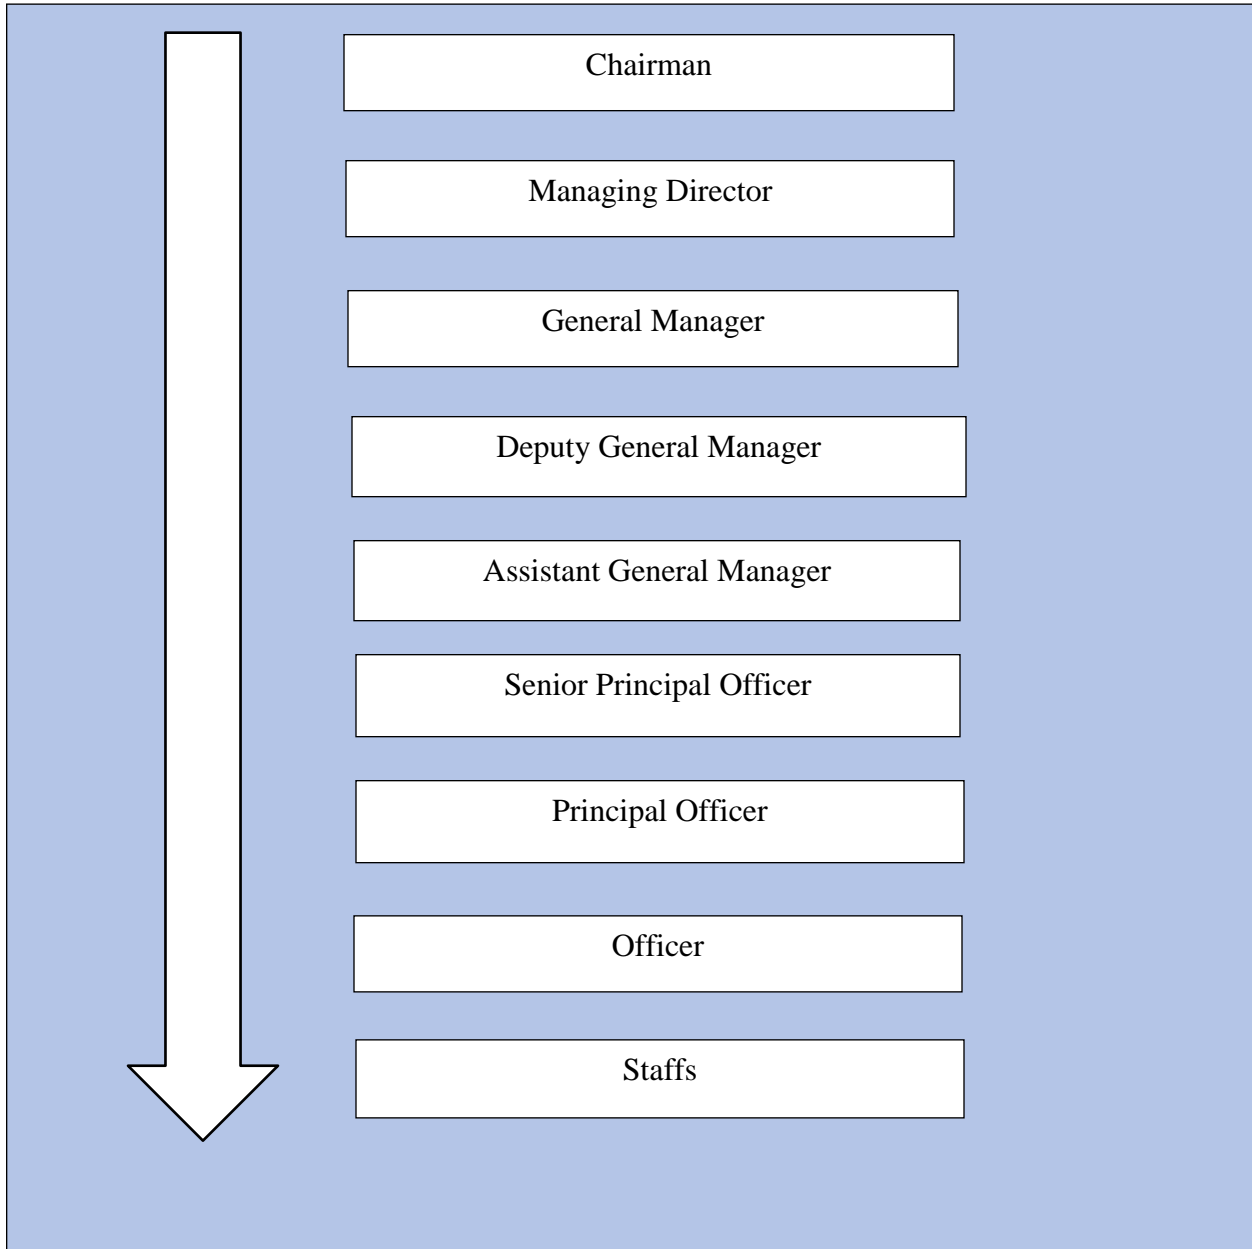 Chairman
Managing Director
General Manager
Deputy General Manager
Assistant General Manager
Senior Principal Officer
Principal Officer
Officer
Staffs